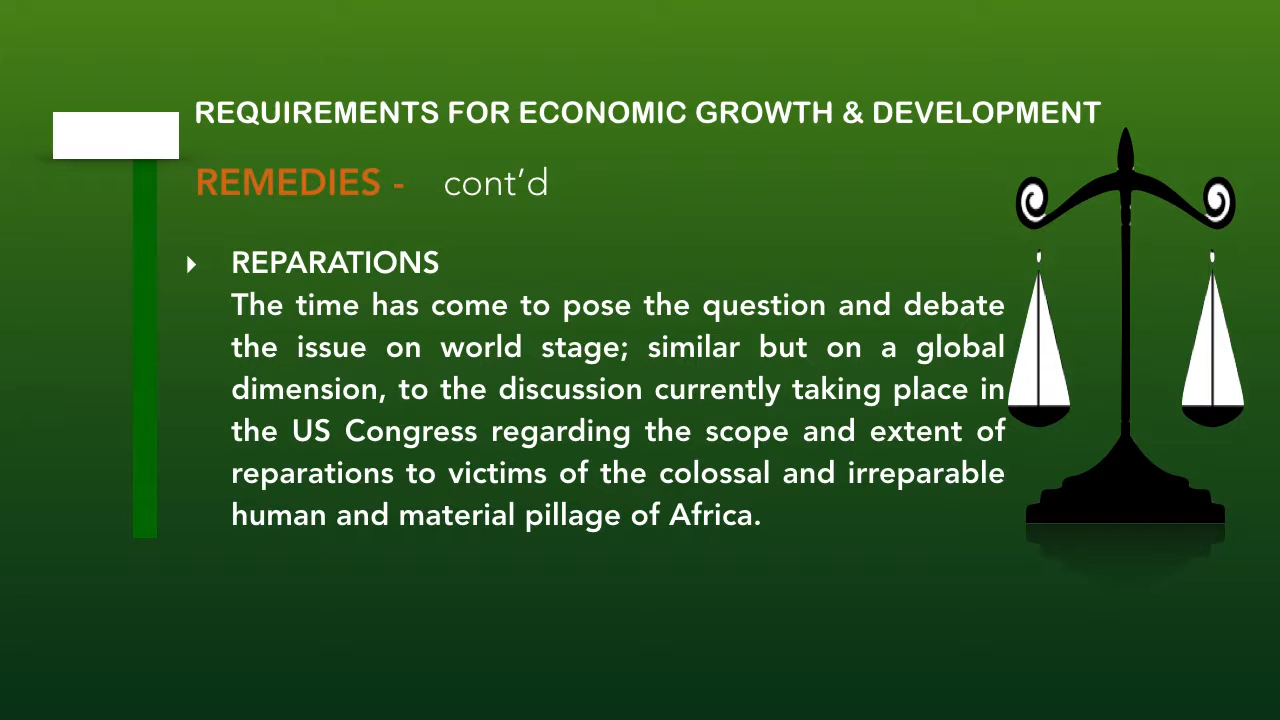 REQUIREMENTS FOR ECONOMIC GROWTH & DEVELOPMENT
REMEDIES - cont’d
REPARATIONS
The time has come to pose the question and debate
the issue on world stage; similar but on a global
dimension, to the discussion currently taking place in
the US Congress regarding the scope and extent of
reparations to victims of the colossal and irreparable
human and material pillage of Africa.